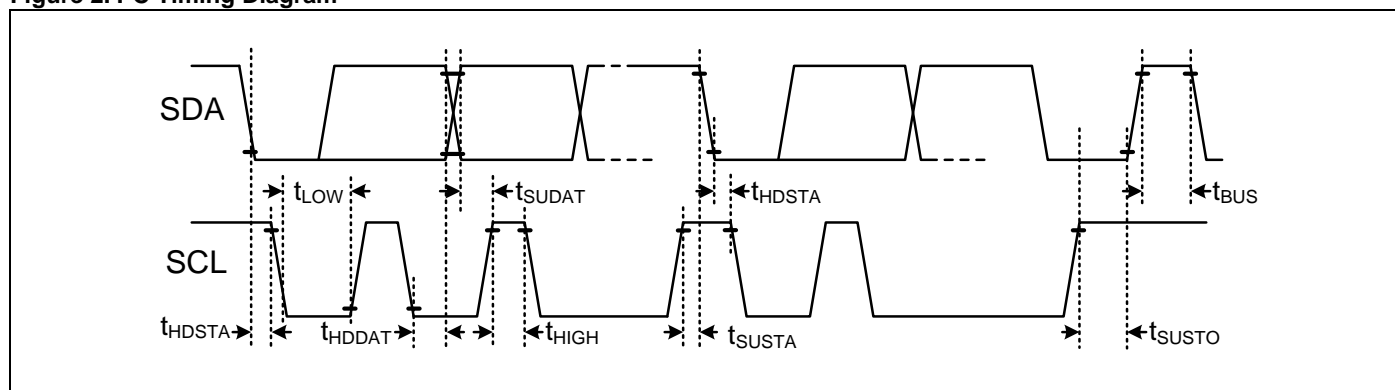 SDA
tLOW
tSUDAT
tHDSTA
tBUS
SCL
tHDSTA
tHDDAT
tHIGH
tSUSTA
tSUSTO